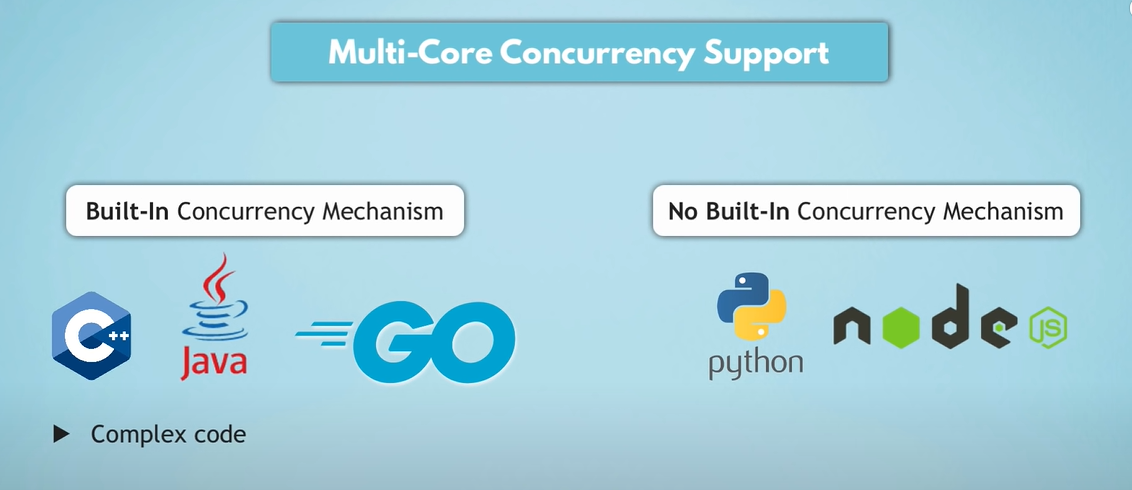 Multi-Core Concurrency Support
Built-In Concurrency Mechanism
No Built-In Concurrency Mechanism
C++
Java
GO
python
node
JS
▶ Complex code